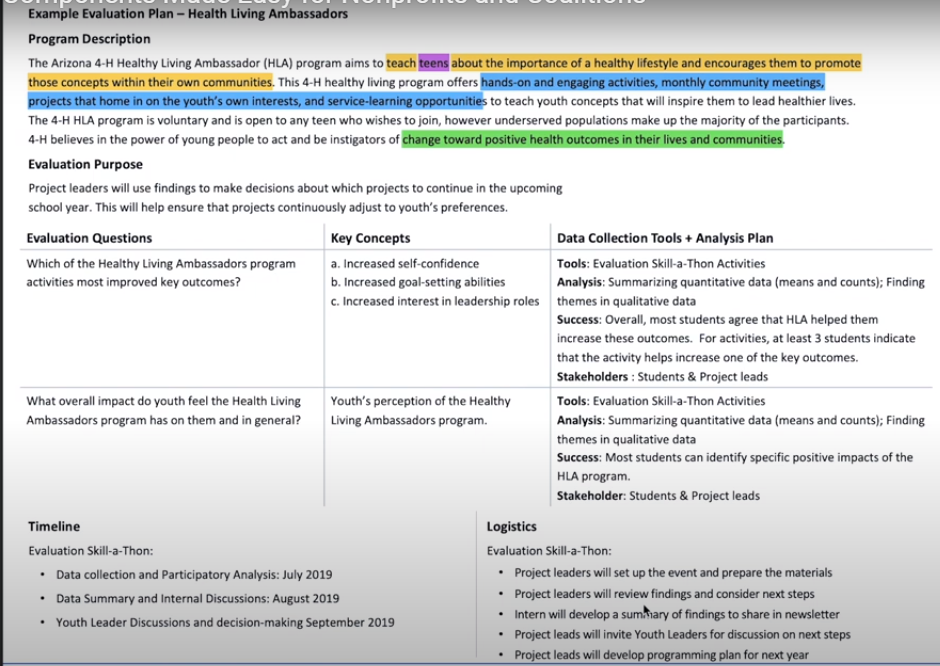 Components Made Easy for Nonprofits and Coalitions
Example Evaluation Plan – Health Living Ambassadors
Program Description
The Arizona 4-H Healthy Living Ambassador (HLA) program aims to teach teens about the importance of a healthy lifestyle and encourages them to promote
those concepts within their own communities. This 4-H healthy living program offers hands-on and engaging activities, monthly community meetings,
projects that home in on the youth's own interests, and service-learning opportunities to teach youth concepts that will inspire them to lead healthier lives.
The 4-H HLA program is voluntary and is open to any teen who wishes to join, however underserved populations make up the majority of the participants.
4-H believes in the power of young people to act and be instigators of change toward positive health outcomes in their lives and communities.
Evaluation Purpose
Project leaders will use findings to make decisions about which projects to continue in the upcoming
school year. This will help ensure that projects continuously adjust to youth's preferences.
Evaluation Questions
Key Concepts
Data Collection Tools + Analysis Plan
Which of the Healthy Living Ambassadors program
activities most improved key outcomes?
a. Increased self-confidence
b. Increased goal-setting abilities
c. Increased interest in leadership roles
Tools: Evaluation Skill-a-Thon Activities
Analysis: Summarizing quantitative data (means and counts); Finding
themes in qualitative data
Success: Overall, most students agree that HLA helped them
increase these outcomes. For activities, at least 3 students indicate
that the activity helps increase one of the key outcomes.
Stakeholders : Students & Project leads
What overall impact do youth feel the Health Living
Ambassadors program has on them and in general?
Youth's perception of the Healthy
Living Ambassadors program.
Tools: Evaluation Skill-a-Thon Activities
Analysis: Summarizing quantitative data (means and counts); Finding
themes in qualitative data
Success: Most students can identify specific positive impacts of the
HLA program.
Stakeholder: Students & Project leads
Timeline
Evaluation Skill-a-Thon:
• Data collection and Participatory Analysis: July 2019
• Data Summary and Internal Discussions: August 2019
• Youth Leader Discussions and decision-making September 2019
Logistics
Evaluation Skill-a-Thon:
• Project leaders will set up the event and prepare the materials
• Project leaders will review findings and consider next steps
• Intern will develop a summary of findings to share in newsletter
• Project leads will invite Youth Leaders for discussion on next steps
• Project leads will develop programming plan for next year